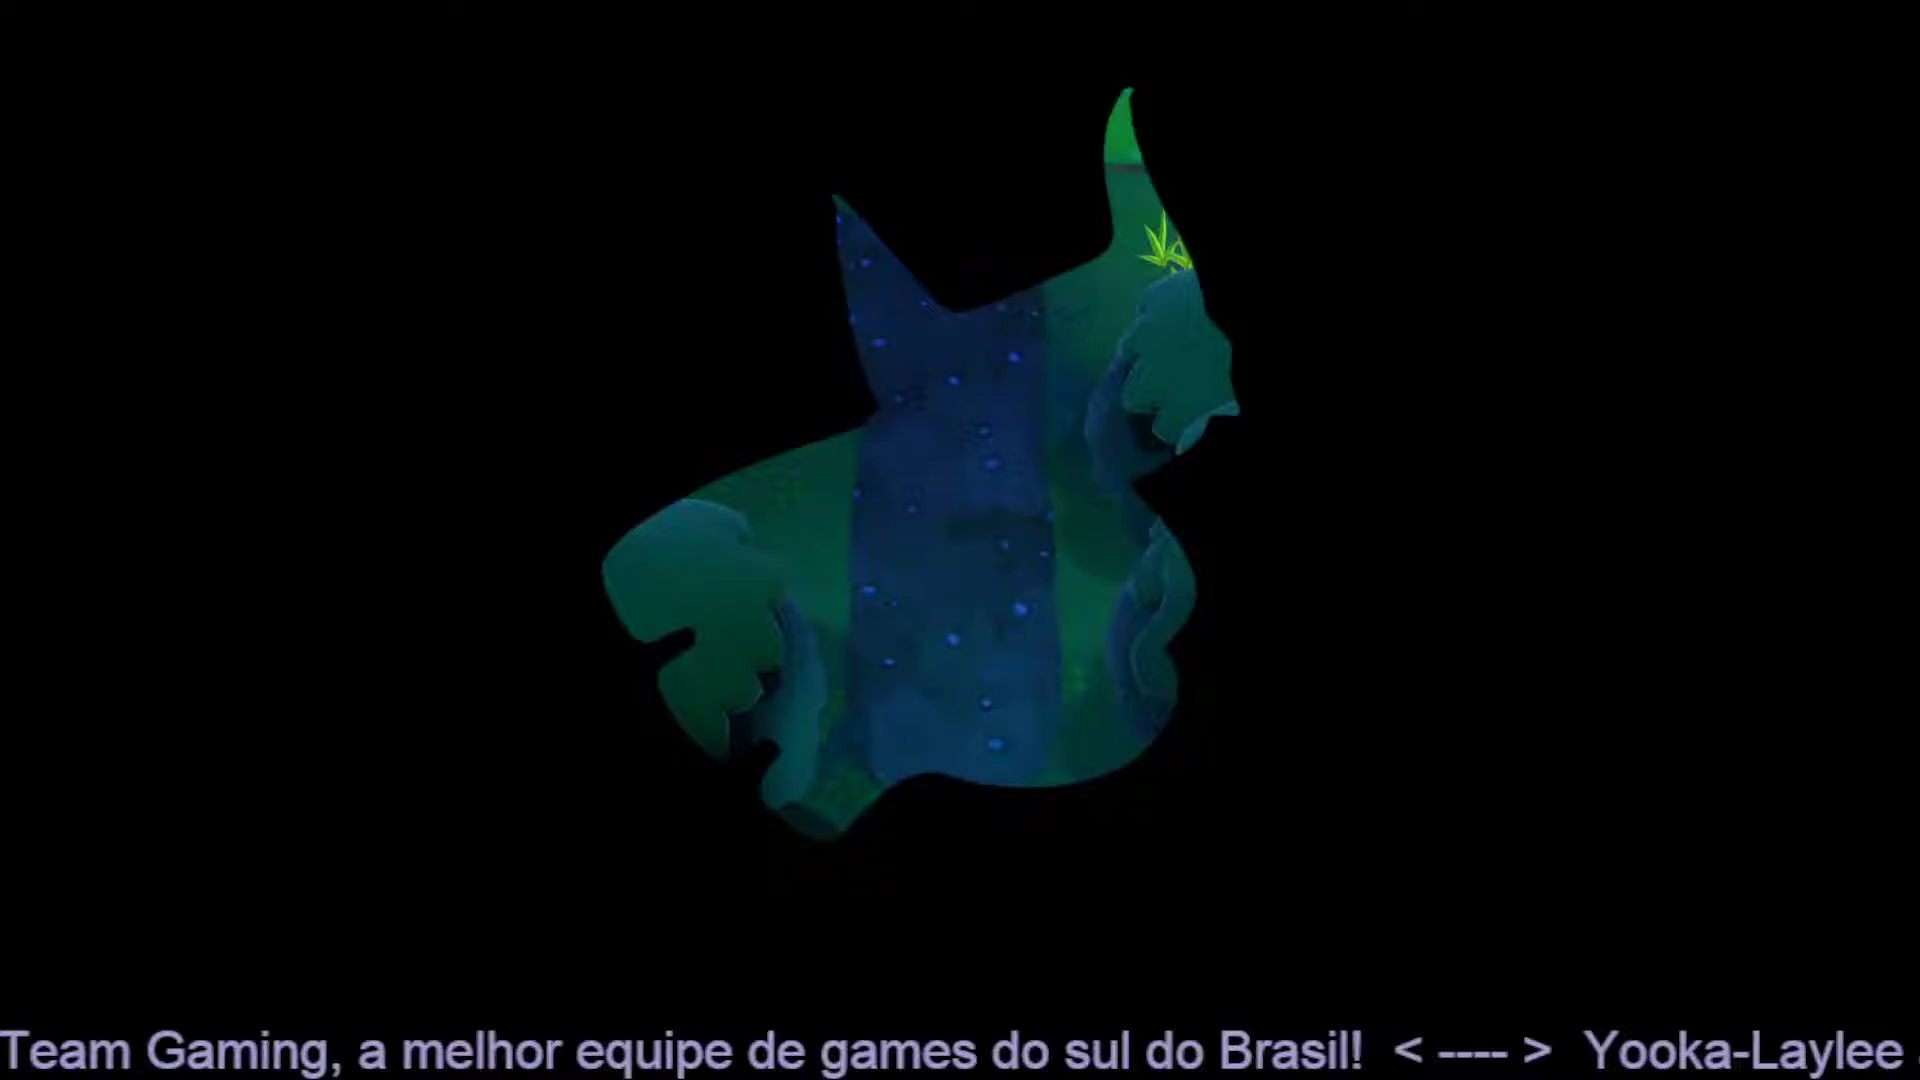 Team Gaming, a melhor equipe de games do sul do Brasil! < ---- > Yooka-Laylee